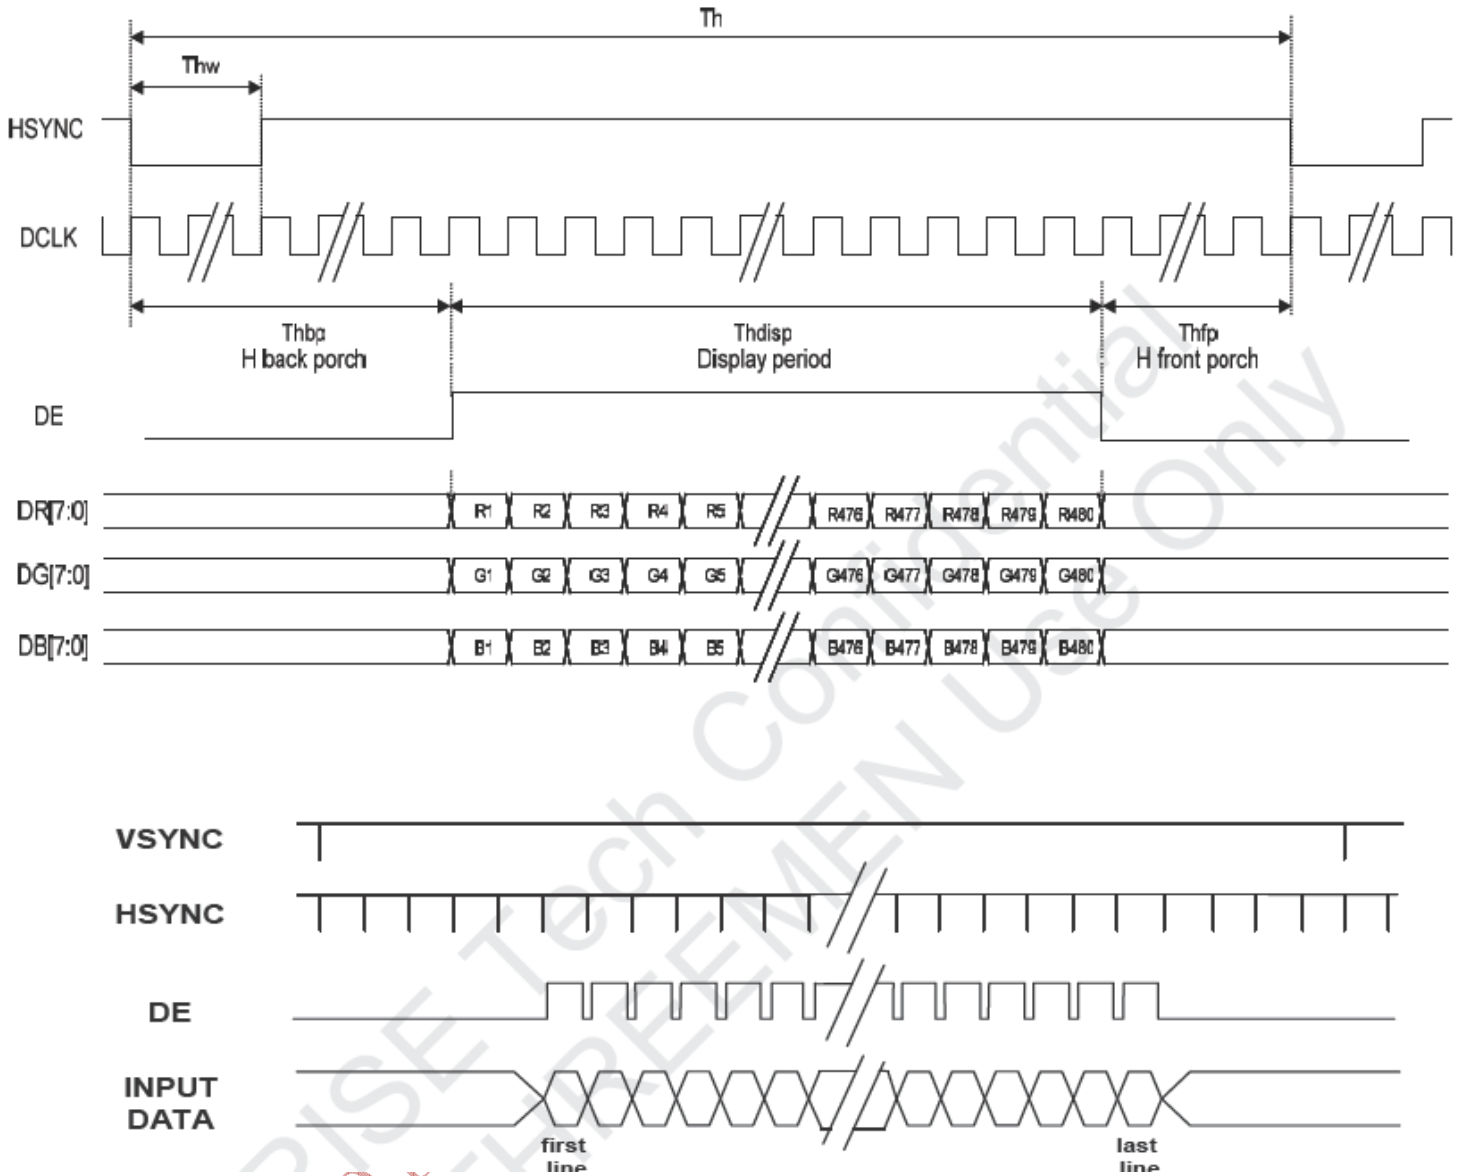 Th
Thw
HSYNC
DCLK
Thbp
H back porch
Thdisp
Display period
Thfp
H front porch
DE
DR[7:0] R1 R2 R3 R4 R5 R476 R477 R478 R479 R480
DG[7:0] G1 G2 G3 G4 G5 G476 G477 G478 G479 G480
DB[7:0] B1 B2 B3 B4 B5 B476 B477 B478 B479 B480
VSYNC
HSYNC
DE
INPUT
DATA
first
line
last
line
RISE Tech Confidential
THREEMEN Use Only